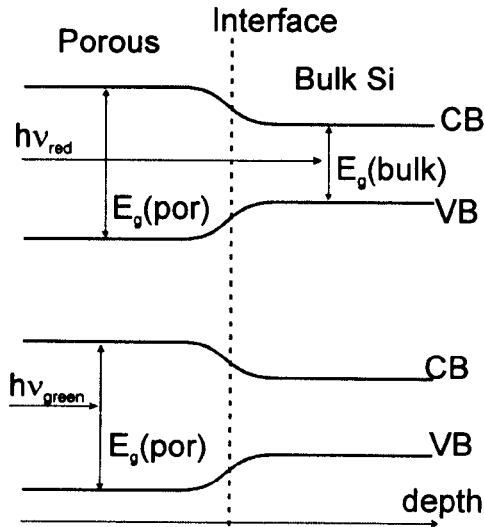 Interface
Porous
Bulk Si
CB
hν_red
E_g(bulk)
E_g(por)
VB
CB
hν_green
E_g(por)
VB
depth